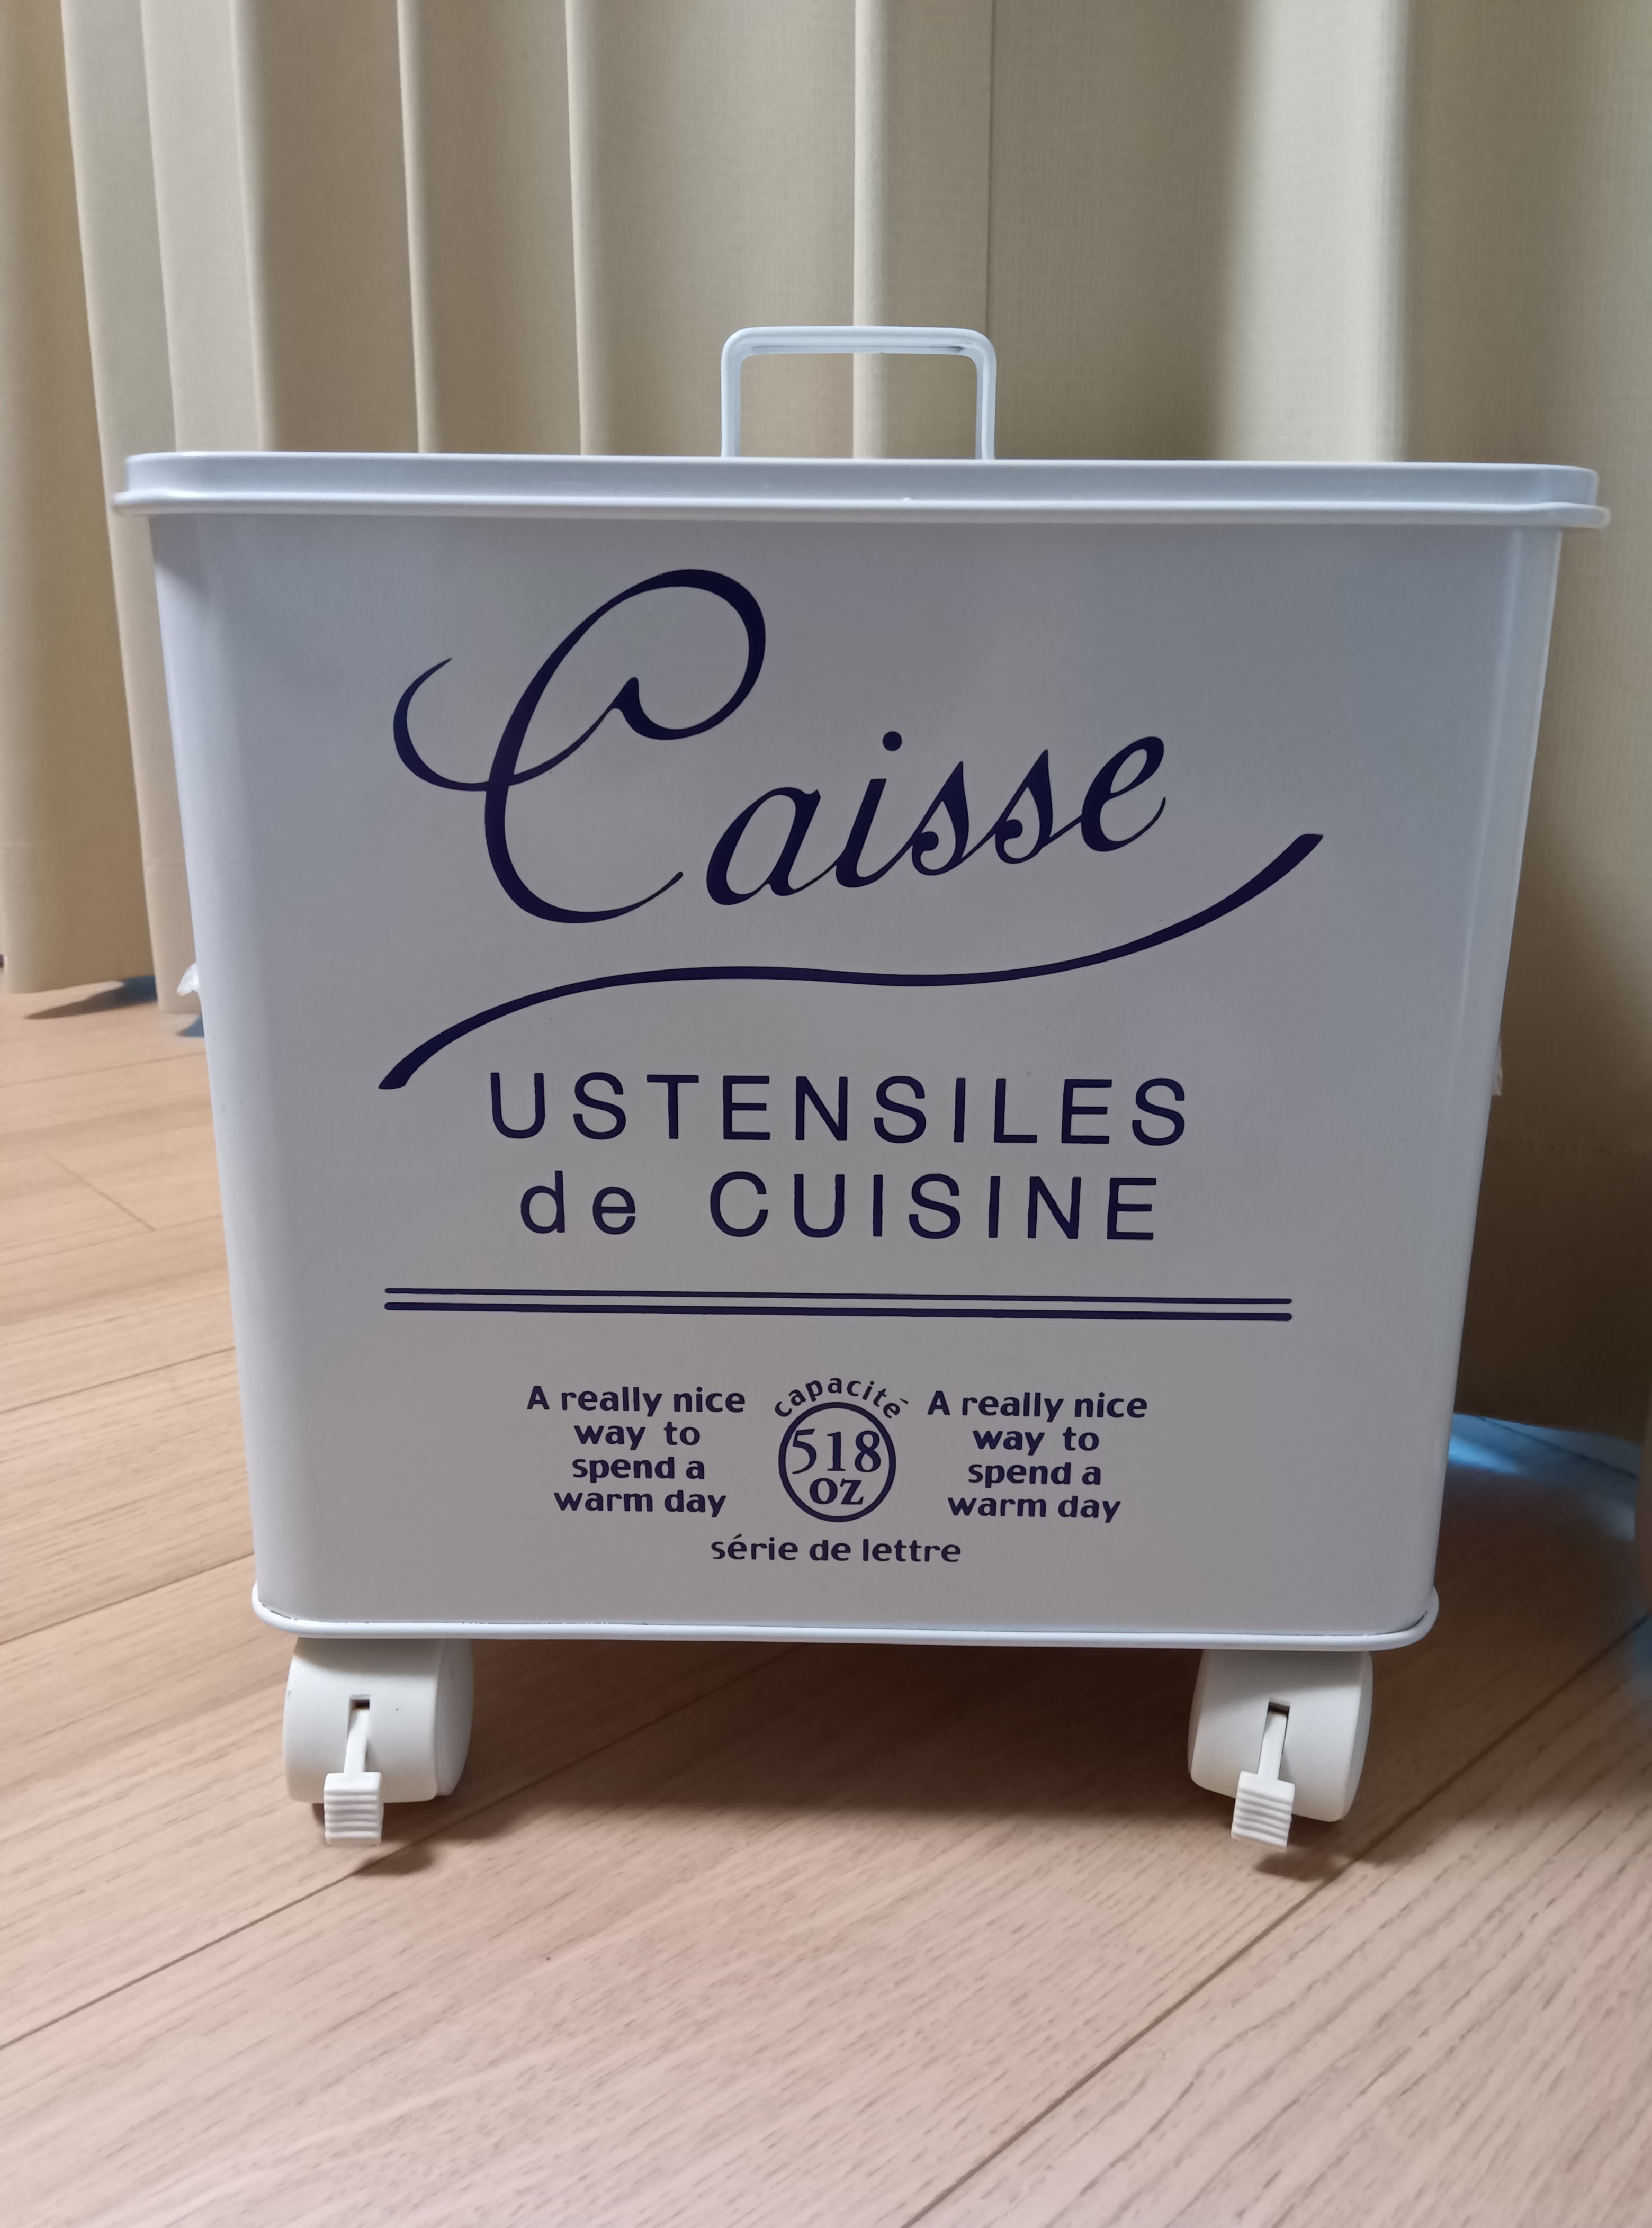 Caisse
USTENSILES
de CUISINE
A really nice
way to
spend a
warm day
capacité
518
oz
A really nice
way to
spend a
warm day
série de lettre